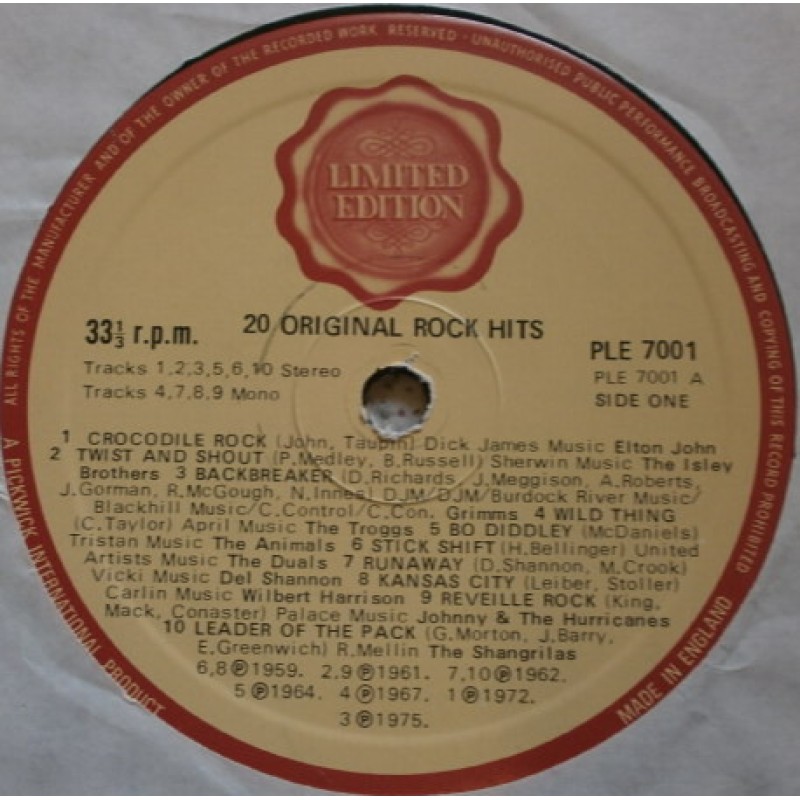 ALL RIGHTS OF THE MANUFACTURER AND OF THE OWNER OF THE RECORDED WORK RESERVED · UNAUTHORISED PUBLIC PERFORMANCE BROADCASTING AND COPYING OF THIS RECORD PROHIBITED
LIMITED
EDITION
20 ORIGINAL ROCK HITS
33⅓ r.p.m.
PLE 7001
Tracks 1,2,3,5,6,10 Stereo
PLE 7001 A
Tracks 4,7,8,9 Mono
SIDE ONE
1 CROCODILE ROCK (John, Taupin) Dick James Music Elton John
2 TWIST AND SHOUT (P.Medley, B.Russell) Sherwin Music The Isley
Brothers 3 BACKBREAKER (D.Richards, J.Meggison, A.Roberts,
J.Gorman, R.McGough, N.Innes) DJM/DJM/Burdock River Music/
Blackhill Music/C.Control/C.Con. Grimms 4 WILD THING
(C.Taylor) April Music The Troggs 5 BO DIDDLEY (McDaniels)
Tristan Music The Animals 6 STICK SHIFT (H.Bellinger) United
Artists Music The Duals 7 RUNAWAY (D.Shannon, M.Crook)
Vicki Music Del Shannon 8 KANSAS CITY (Leiber, Stoller)
Carlin Music Wilbert Harrison 9 REVEILLE ROCK (King,
Mack, Conaster) Palace Music Johnny & The Hurricanes
10 LEADER OF THE PACK (G.Morton, J.Barry,
E.Greenwich) R.Mellin The Shangrilas
6,8℗1959. 2,9℗1961. 7,10℗1962.
5℗1964. 4℗1967. 1℗1972.
3℗1975.
A PICKWICK INTERNATIONAL PRODUCT
MADE IN ENGLAND